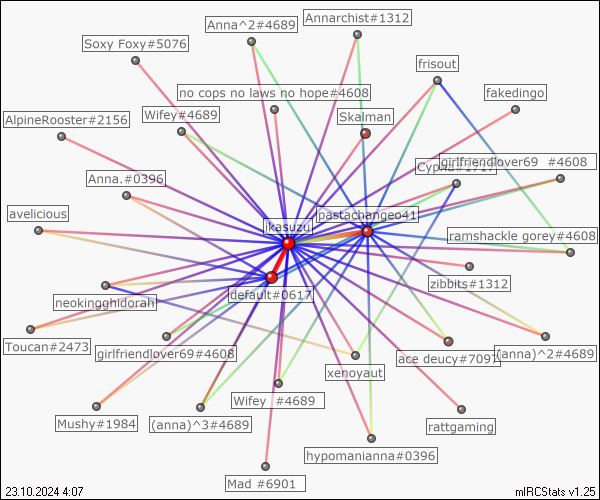 Annarchist#1312
Anna^2#4689
Soxy Foxy#5076
frisout
no cops no laws no hope#4608
fakedingo
Wifey#4689
Skalman
AlpineRooster#2156
girlfriendlover69 #4608
Anna.#0396
avelicious
pastachangeo41
jkasuzu
ramshackle gorey#4608
zibbits#1312
default#0617
neokingghidorah
Toucan#2473
girlfriendlover69#4608
ace deucy#7097
(anna)^2#4689
xenoyaut
Wifey #4689
Mushy#1984
(anna)^3#4689
rattgaming
hypomanianna#0396
Mad #6901
23.10.2024 4:07
mIRCStats v1.25